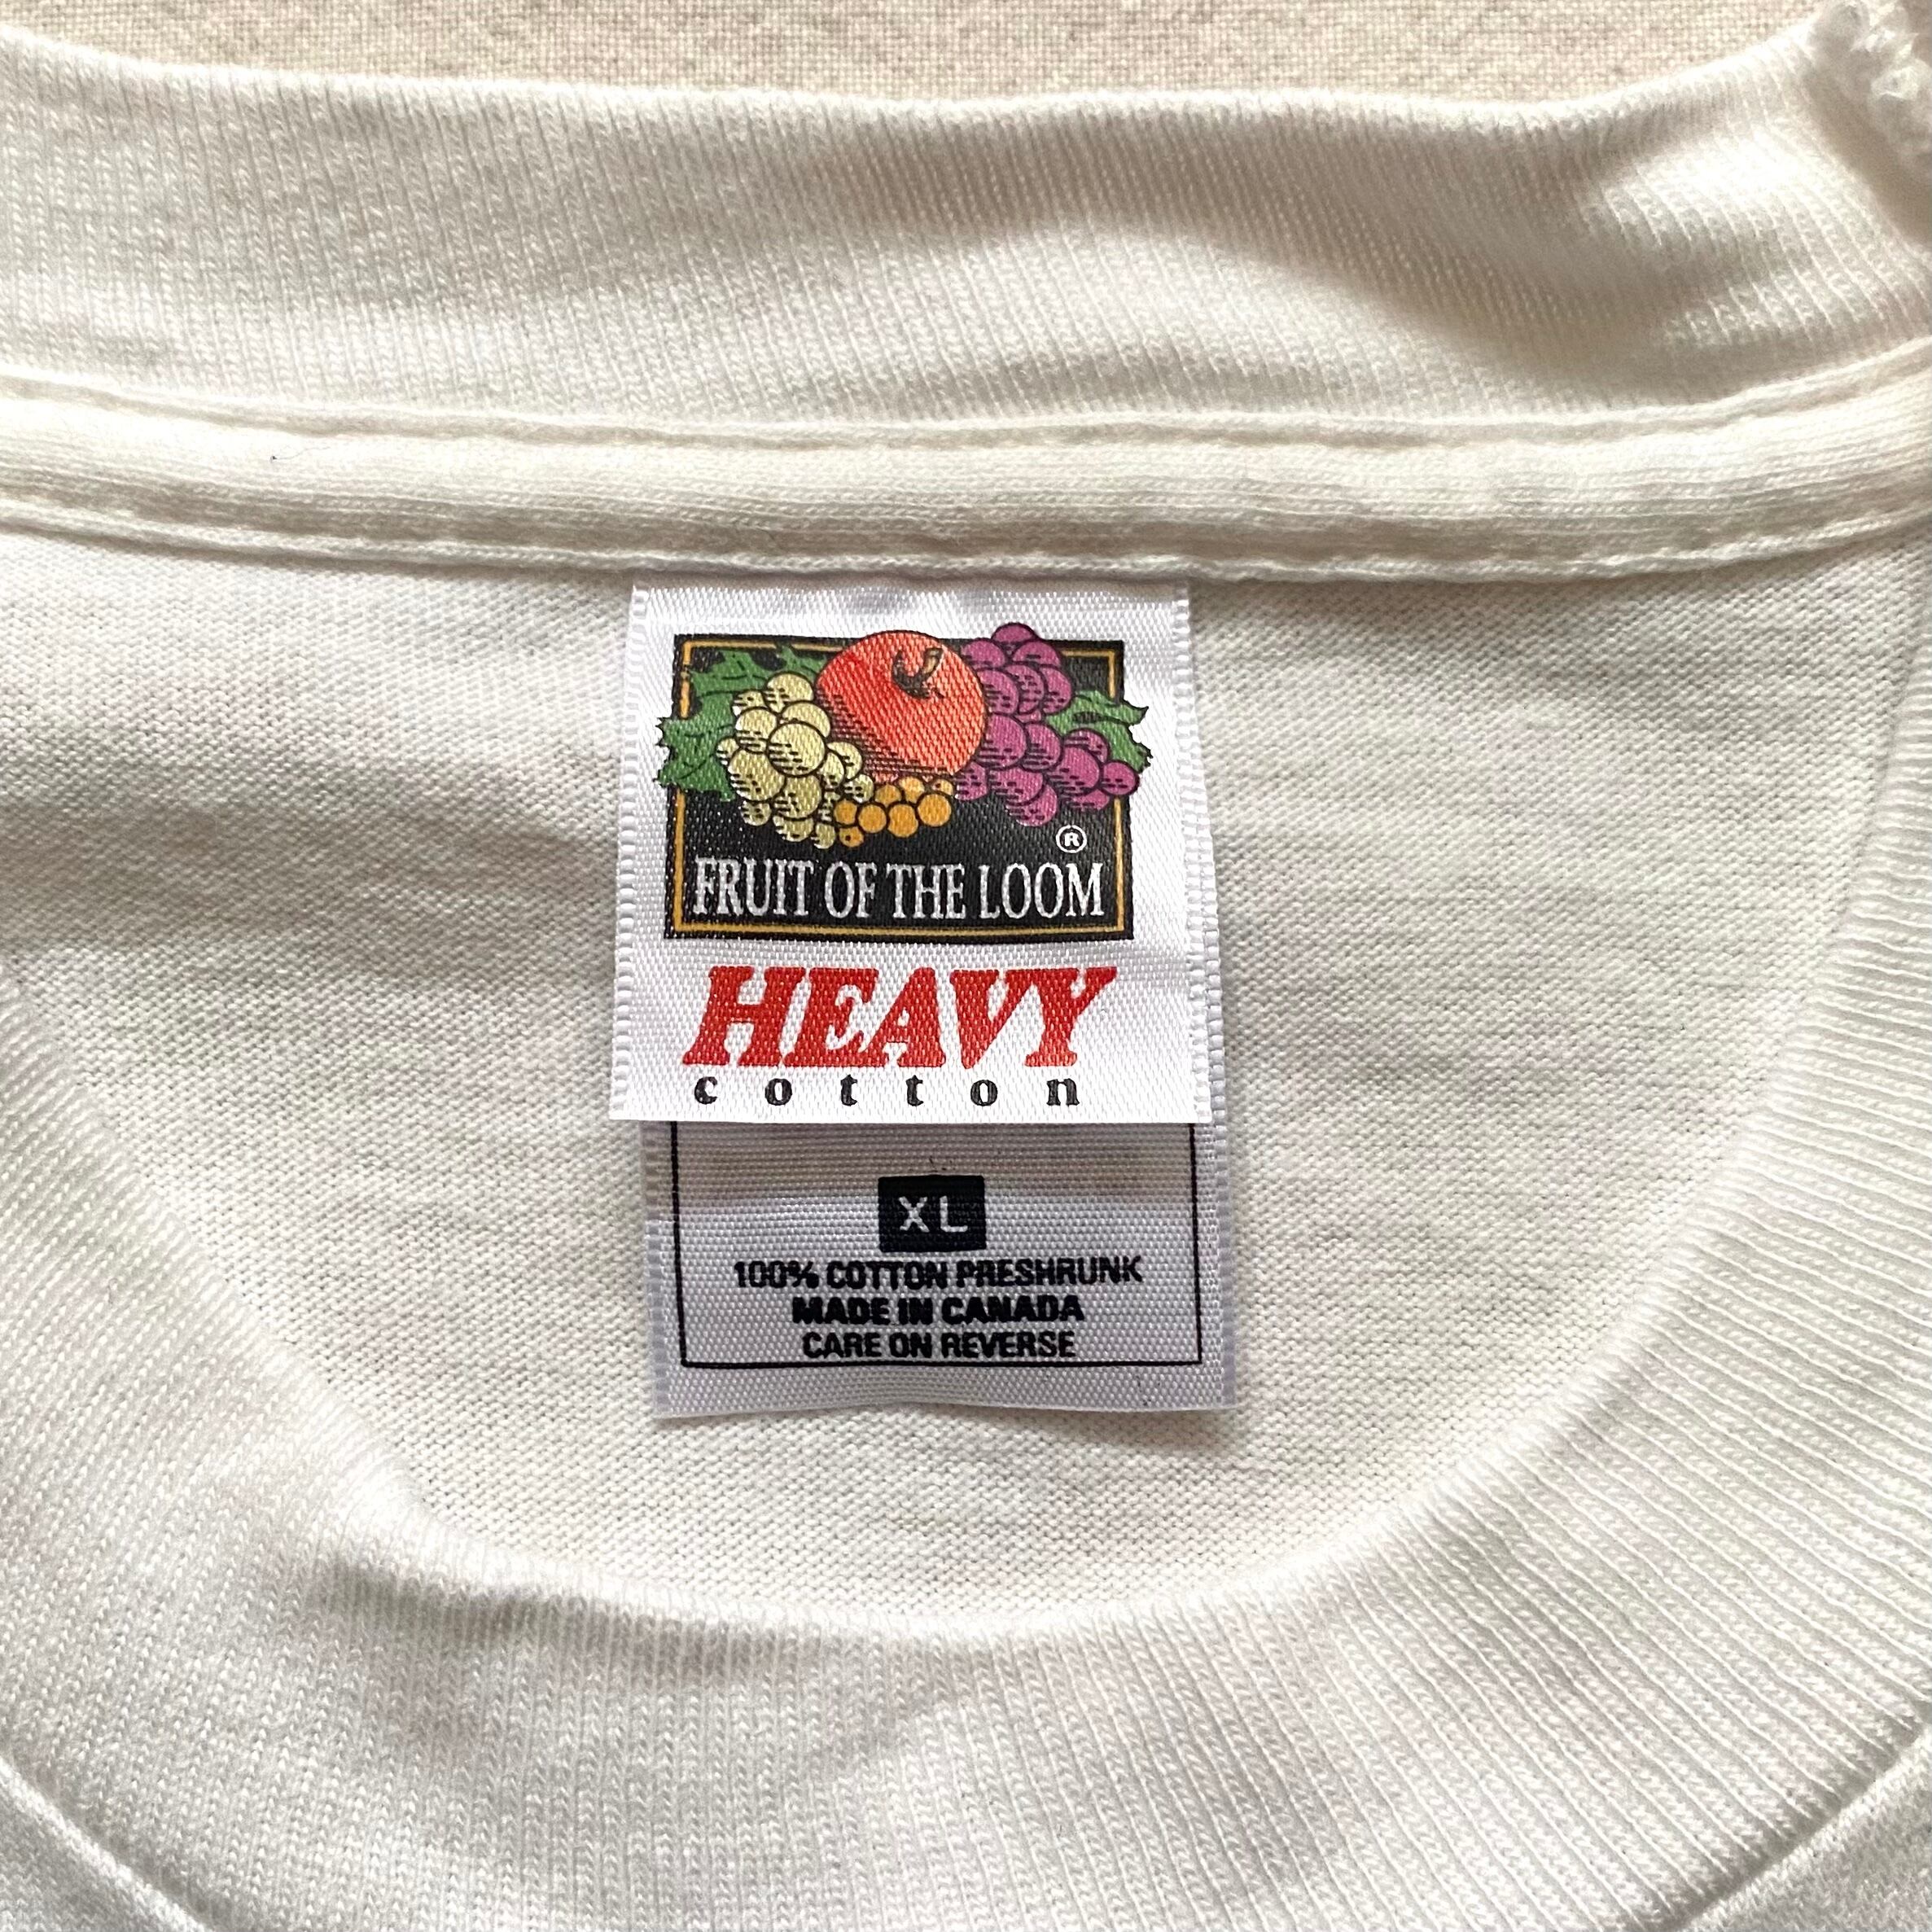 ®
FRUIT OF THE LOOM
HEAVY
cotton
XL
100% COTTON PRESHRUNK
MADE IN CANADA
CARE ON REVERSE